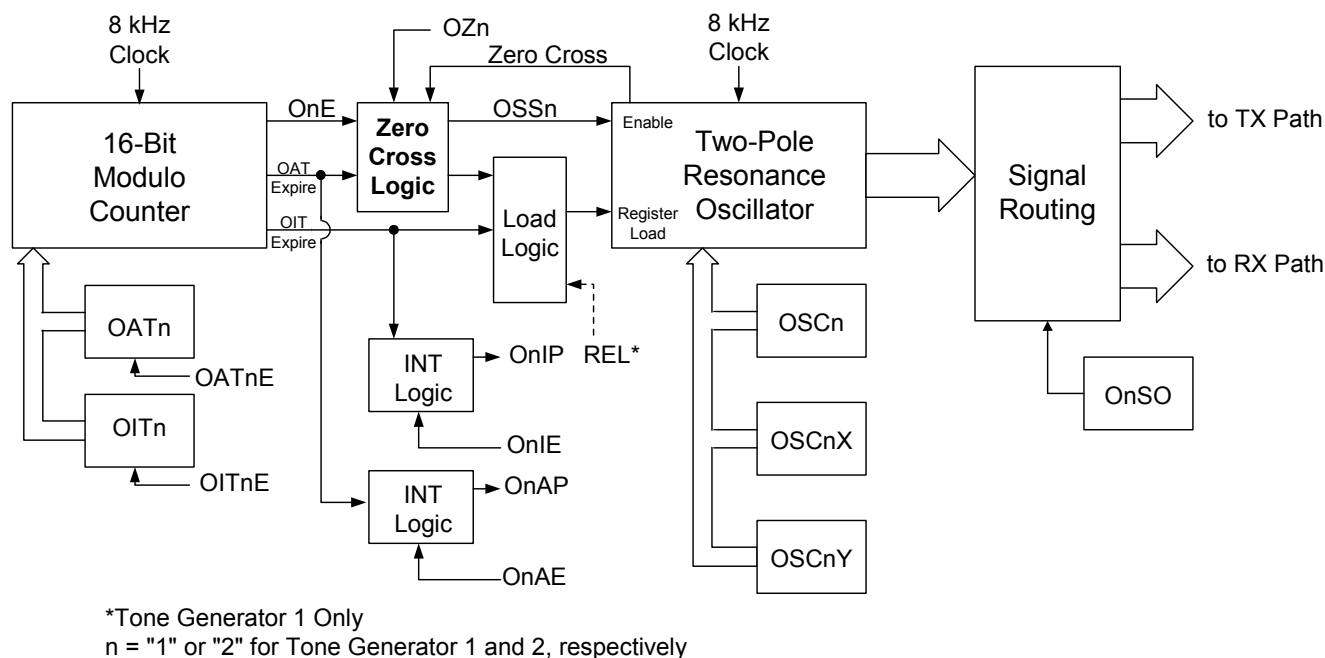 8 kHz
Clock
OZn
8 kHz
Clock
Zero Cross
OnE
OSSn
16-Bit
Modulo
Counter
OAT
Expire
OIT
Expire
Zero
Cross
Logic
Load
Logic
Enable
Register
Load
Two-Pole
Resonance
Oscillator
Signal
Routing
to TX Path
to RX Path
OATn
OATnE
OITn
OITnE
INT
Logic
OnIP
REL*
OnIE
INT
Logic
OnAP
OnAE
OSCn
OSCnX
OSCnY
OnSO
*Tone Generator 1 Only
n = "1" or "2" for Tone Generator 1 and 2, respectively